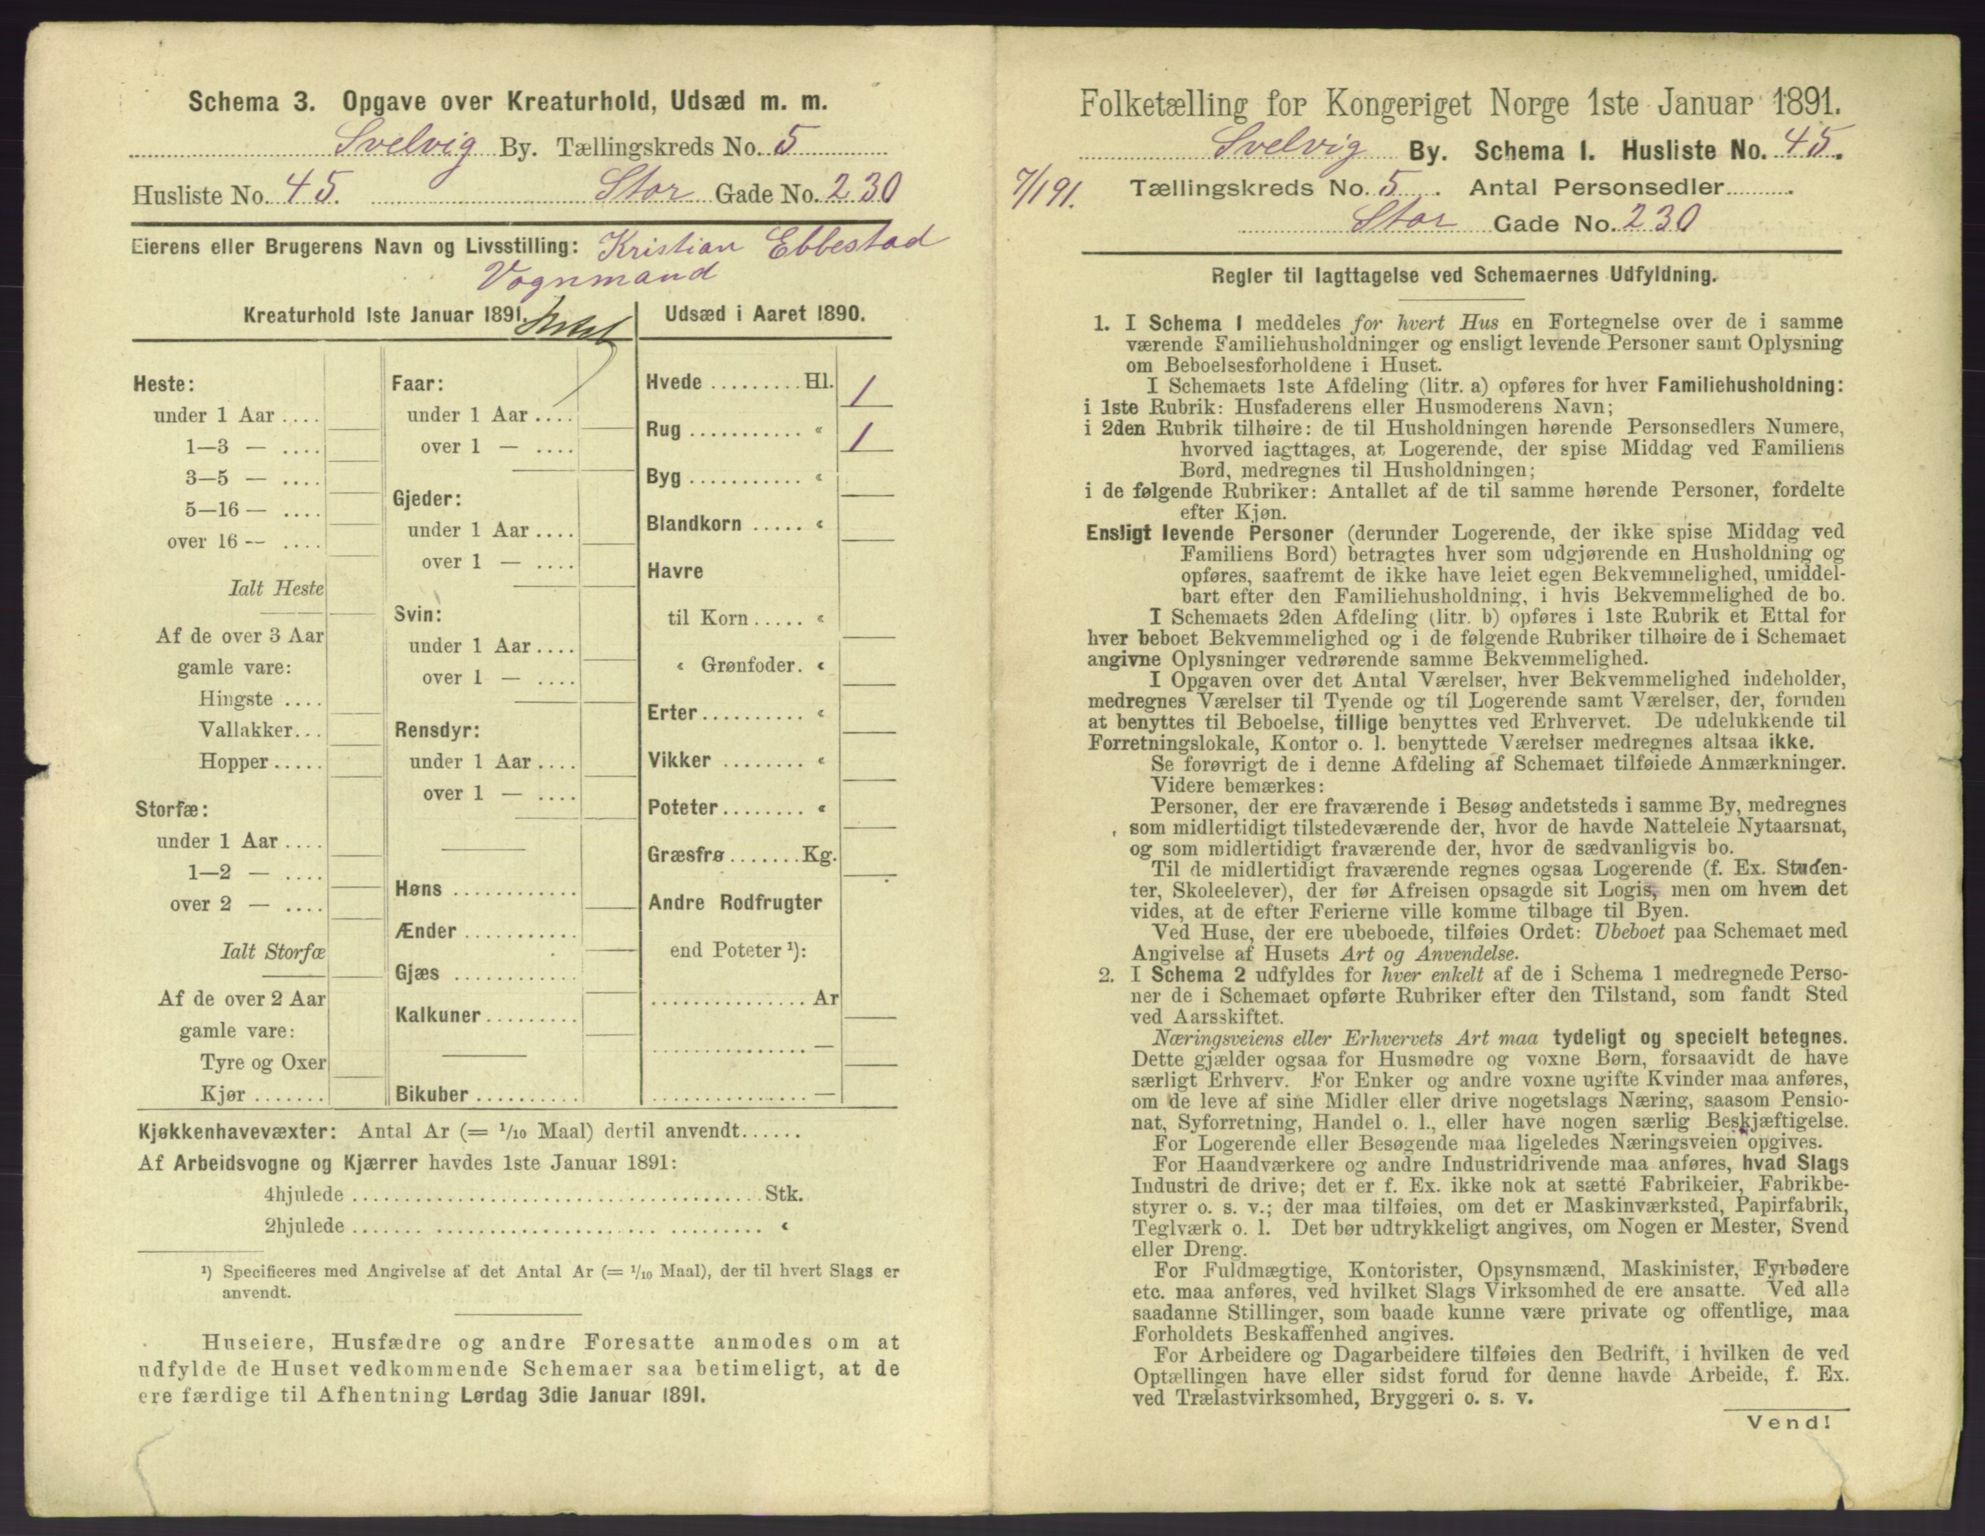 Schema 3. Opgave over Kreaturhold, Udsæd m. m.
Svelvig By. Tællingskreds No. 5
Husliste No. 45. Stor Gade No. 230
Eierens eller Brugerens Navn og Livsstilling: Kristian Ebbestad
Vognmand
Kreaturhold 1ste Januar 1891.
Heste:
under 1 Aar ....
1—3 — ....
3—5 — ....
5—16 — ....
over 16 — ....
Ialt Heste
Af de over 3 Aar
gamle vare:
Hingste ....
Vallakker...
Hopper.....
Storfæ:
under 1 Aar ....
1—2 — ....
over 2 — ....
Ialt Storfæ
Af de over 2 Aar
gamle vare:
Tyre og Oxer
Kjør .......
Faar:
under 1 Aar ....
over 1 — ....
Gjeder:
under 1 Aar ....
over 1 — ....
Svin:
under 1 Aar ....
over 1 — ....
Rensdyr:
under 1 Aar ....
over 1 — ....
Høns ............
Ænder ...........
Gjæs ............
Kalkuner.........
Bikuber ..........
Udsæd i Aaret 1890.
Hvede ......... Hl. 1
Rug ........... « 1
Byg ........... «
Blandkorn ..... «
Havre
til Korn..... «
« Grønfoder. «
Erter.......... «
Vikker ........ «
Poteter........ «
Græsfrø ....... Kg.
Andre Rodfrugter
end Poteter ¹):
............... Ar
............... —
............... —
Kjøkkenhavevæxter: Antal Ar (= 1/10 Maal) dertil anvendt......
Af Arbeidsvogne og Kjærrer havdes 1ste Januar 1891:
4hjulede ........................................ Stk.
2hjulede ........................................ «
¹) Specificeres med Angivelse af det Antal Ar (= 1/10 Maal), der til hvert Slags er
anvendt.
Huseiere, Husfædre og andre Foresatte anmodes om at
udfylde de Huset vedkommende Schemaer saa betimeligt, at de
ere færdige til Afhentning Lørdag 3die Januar 1891.
Folketælling for Kongeriget Norge 1ste Januar 1891.
Svelvig By. Schema 1. Husliste No. 45.
7/1 91. Tællingskreds No. 5 . Antal Personsedler .
Stor Gade No. 230
Regler til Iagttagelse ved Schemaernes Udfyldning.
1. I Schema 1 meddeles for hvert Hus en Fortegnelse over de i samme
værende Familiehusholdninger og ensligt levende Personer samt Oplysning
om Beboelsesforholdene i Huset.
I Schemaets 1ste Afdeling (litr. a) opføres for hver Familiehusholdning:
i 1ste Rubrik: Husfaderens eller Husmoderens Navn;
i 2den Rubrik tilhøire: de til Husholdningen hørende Personsedlers Numere,
hvorved iagttages, at Logerende, der spise Middag ved Familiens
Bord, medregnes til Husholdningen;
i de følgende Rubriker: Antallet af de til samme hørende Personer, fordelte
efter Kjøn.
Ensligt levende Personer (derunder Logerende, der ikke spise Middag ved
Familiens Bord) betragtes hver som udgjørende en Husholdning og
opføres, saafremt de ikke have leiet egen Bekvemmelighed, umiddel-
bart efter den Familiehusholdning, i hvis Bekvemmelighed de bo.
I Schemaets 2den Afdeling (litr. b) opføres i 1ste Rubrik et Ettal for
hver beboet Bekvemmelighed og i de følgende Rubriker tilhøire de i Schemaet
angivne Oplysninger vedrørende samme Bekvemmelighed.
I Opgaven over det Antal Værelser, hver Bekvemmelighed indeholder,
medregnes Værelser til Tyende og til Logerende samt Værelser, der, foruden
at benyttes til Beboelse, tillige benyttes ved Erhvervet. De udelukkende til
Forretningslokale, Kontor o. l. benyttede Værelser medregnes altsaa ikke.
Se forøvrigt de i denne Afdeling af Schemaet tilføiede Anmærkninger.
Videre bemærkes:
Personer, der ere fraværende i Besøg andetsteds i samme By, medregnes
som midlertidigt tilstedeværende der, hvor de havde Natteleie Nytaarsnat,
og som midlertidigt fraværende der, hvor de sædvanligvis bo.
Til de midlertidigt fraværende regnes ogsaa Logerende (f. Ex. Studen-
ter, Skoleelever), der før Afreisen opsagde sit Logis, men om hvem det
vides, at de efter Ferierne ville komme tilbage til Byen.
Ved Huse, der ere ubeboede, tilføies Ordet: Ubeboet paa Schemaet med
Angivelse af Husets Art og Anvendelse.
2. I Schema 2 udfyldes for hver enkelt af de i Schema 1 medregnede Perso-
ner de i Schemaet opførte Rubriker efter den Tilstand, som fandt Sted
ved Aarsskiftet.
Næringsveiens eller Erhvervets Art maa tydeligt og specielt betegnes.
Dette gjælder ogsaa for Husmødre og voxne Børn, forsaavidt de have
særligt Erhverv. For Enker og andre voxne ugifte Kvinder maa anføres,
om de leve af sine Midler eller drive nogetslags Næring, saasom Pensio-
nat, Syforretning, Handel o. l., eller have nogen særlig Beskjæftigelse.
For Logerende eller Besøgende maa ligeledes Næringsveien opgives.
For Haandværkere og andre Industridrivende maa anføres, hvad Slags
Industri de drive; det er f. Ex. ikke nok at sætte Fabrikeier, Fabrikbe-
styrer o. s. v.; der maa tilføies, om det er Maskinværksted, Papirfabrik,
Teglværk o. l. Det bør udtrykkeligt angives, om Nogen er Mester, Svend
eller Dreng.
For Fuldmægtige, Kontorister, Opsynsmænd, Maskinister, Fyrbødere
etc. maa anføres, ved hvilket Slags Virksomhed de ere ansatte. Ved alle
saadanne Stillinger, som baade kunne være private og offentlige, maa
Forholdets Beskaffenhed angives.
For Arbeidere og Dagarbeidere tilføies den Bedrift, i hvilken de ved
Optællingen have eller sidst forud for denne havde Arbeide, f. Ex.
ved Trælastvirksomhed, Bryggeri o. s. v.
Vend!